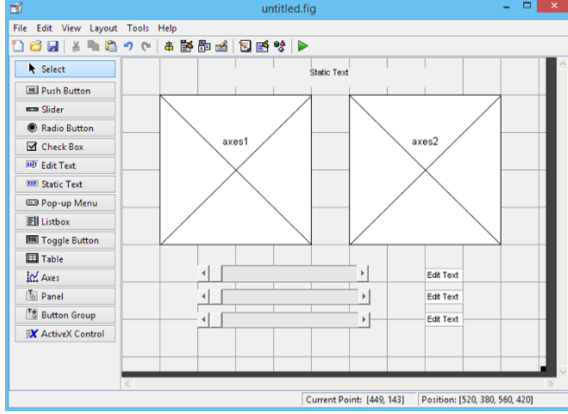 untitled.fig
File Edit View Layout Tools Help
Select
Push Button
Slider
Radio Button
Check Box
Edit Text
Static Text
Pop-up Menu
Listbox
Toggle Button
Table
Axes
Panel
Button Group
ActiveX Control
Static Text
axes1 axes2
Edit Text
Edit Text
Edit Text
Current Point: [449, 143] Position: [520, 380, 560, 420]